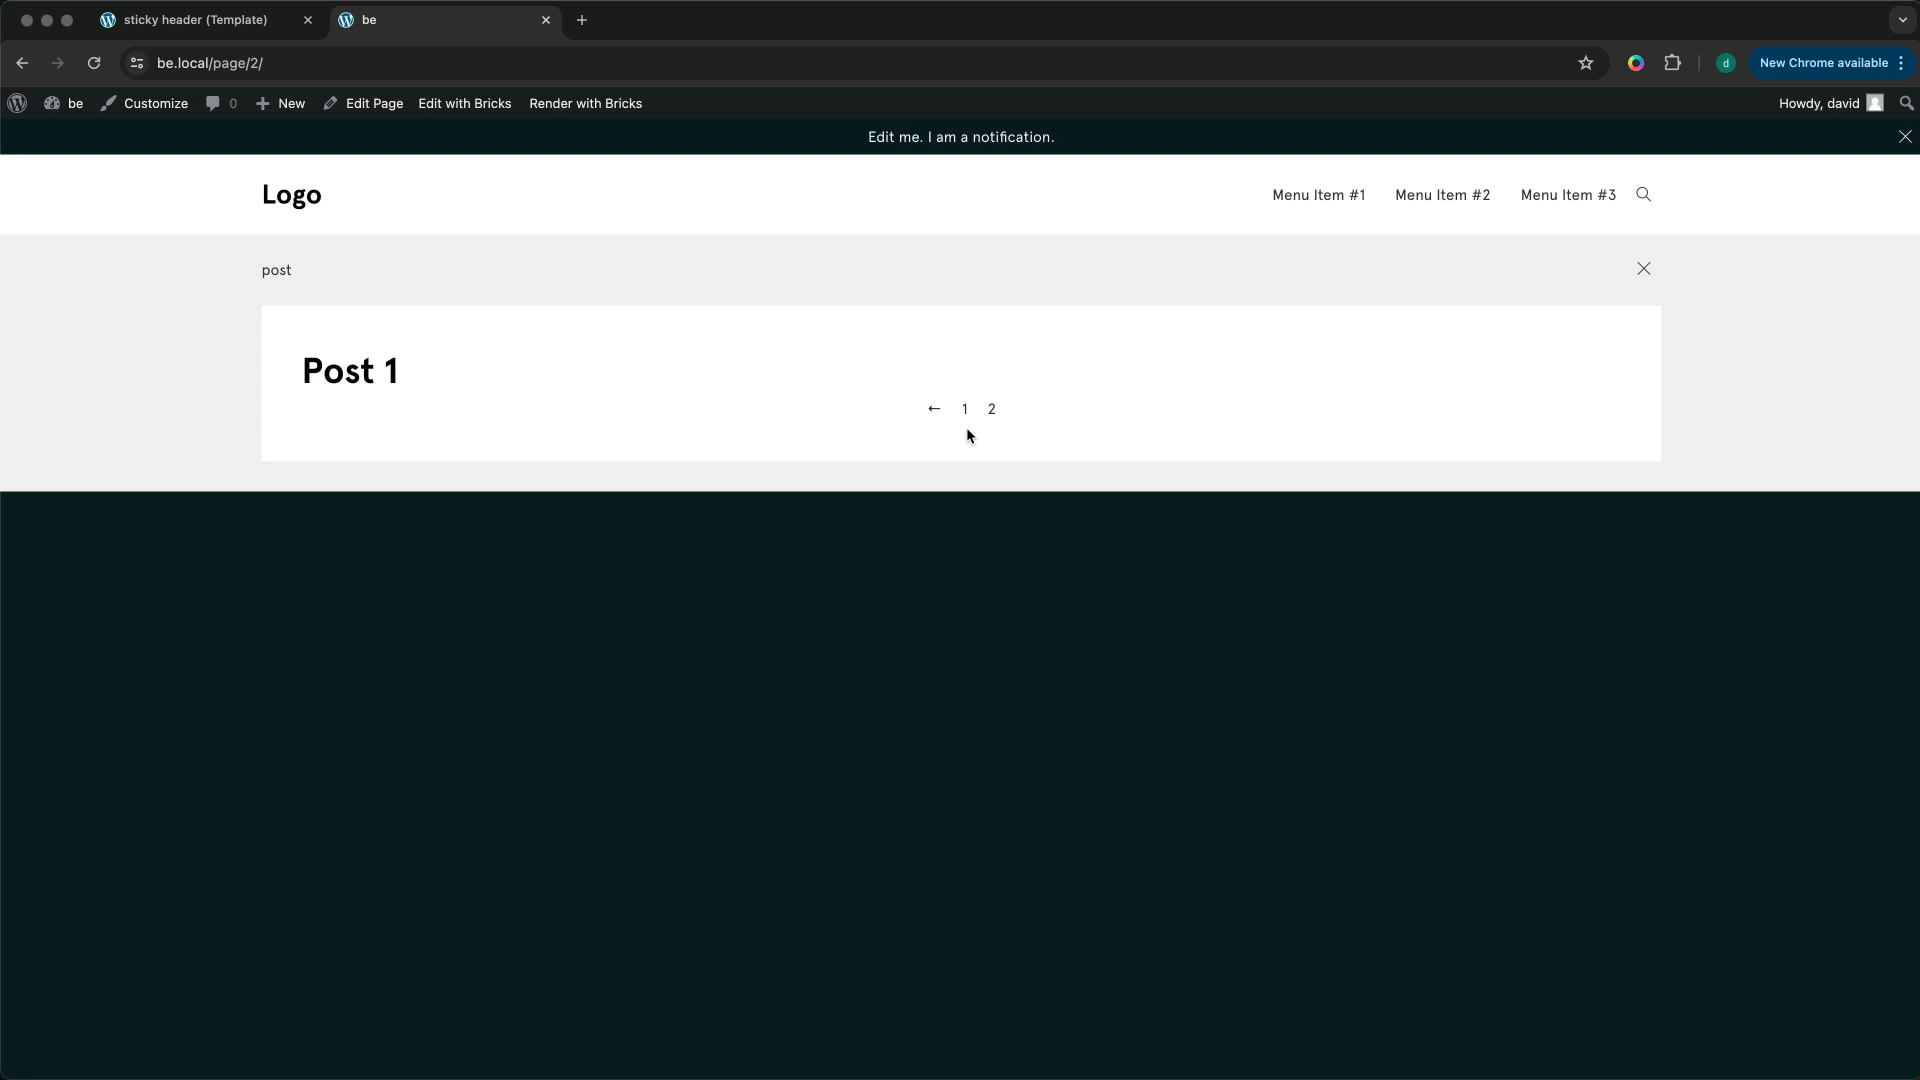 sticky header (Template)
be
be.local/page/2/
d
New Chrome available
be
Customize
0
New
Edit Page
Edit with Bricks
Render with Bricks
Howdy, david
Edit me. I am a notification.
Logo
Menu Item #1
Menu Item #2
Menu Item #3
post
Post 1
← 1 2